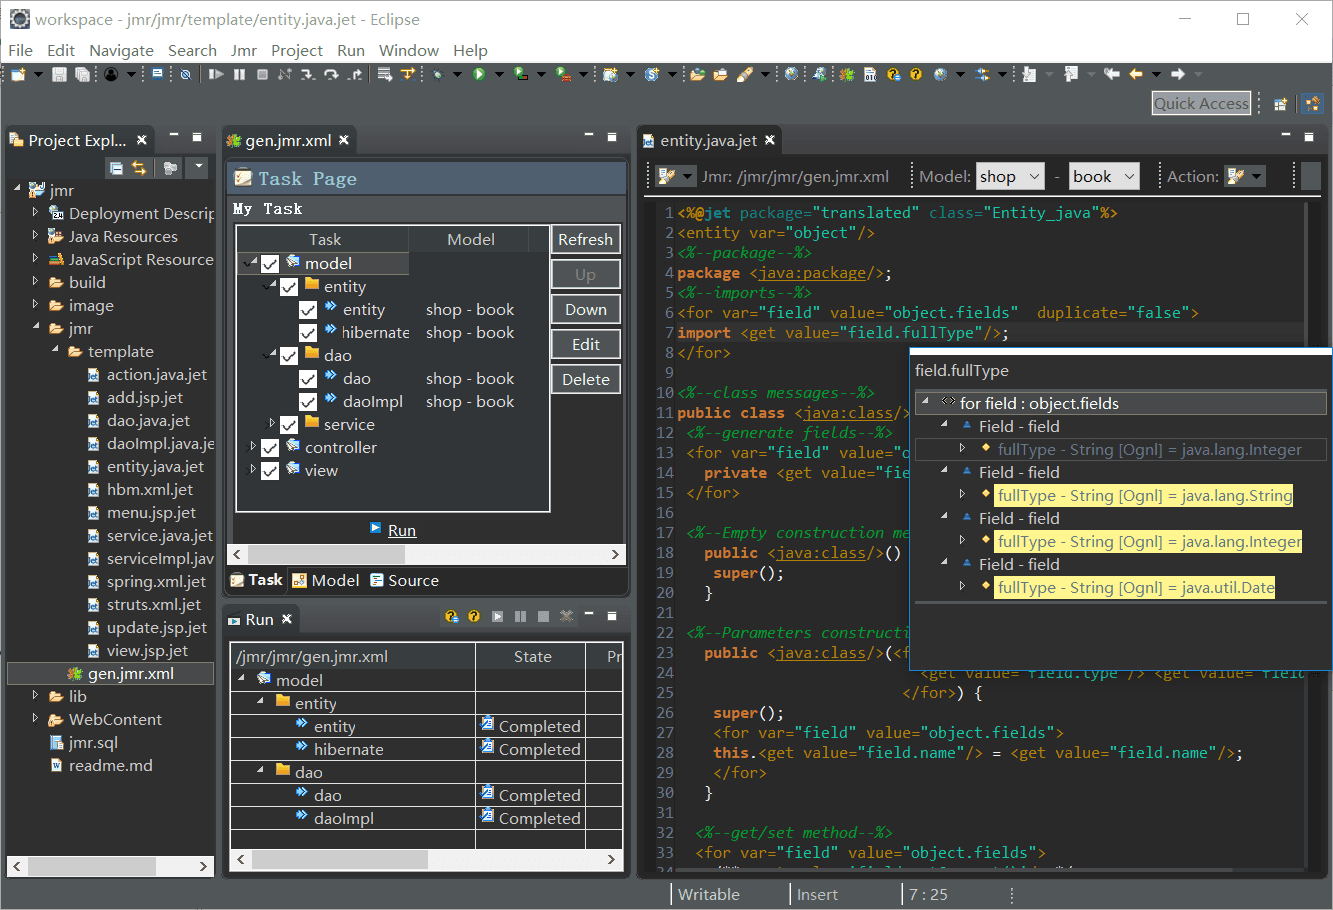 workspace - jmr/jmr/template/entity.java.jet - Eclipse
File Edit Navigate Search Jmr Project Run Window Help
Quick Access
Project Expl...
jmr
Deployment Descrip
Java Resources
JavaScript Resource
build
image
jmr
template
action.java.jet
add.jsp.jet
dao.java.jet
daoImpl.java.je
entity.java.jet
hbm.xml.jet
menu.jsp.jet
service.java.jet
serviceImpl.jav
spring.xml.jet
struts.xml.jet
update.jsp.jet
view.jsp.jet
gen.jmr.xml
lib
WebContent
jmr.sql
readme.md
gen.jmr.xml
Task Page
My Task
Task Model
model
entity
entity shop - book
hibernate shop - book
dao
dao shop - book
daoImpl shop - book
service
controller
view
Refresh
Up
Down
Edit
Delete
Run
Task Model Source
Run
/jmr/jmr/gen.jmr.xml State Pr
model
entity
entity Completed
hibernate Completed
dao
dao Completed
daoImpl Completed
entity.java.jet
Jmr: /jmr/jmr/gen.jmr.xml Model: shop - book Action:
1 <%@jet package="translated" class="Entity_java"%>
2 <entity var="object"/>
3 <%--package--%>
4 package <java:package/>;
5 <%--imports--%>
6 <for var="field" value="object.fields"  duplicate="false">
7 import <get value="field.fullType"/>;
8 </for>
9
10 <%--class messages--%>
11 public class <java:class/>
12 <%--generate fields--%>
13 <for var="field" value="o
14 private <get value="fie
15 </for>
16
17 <%--Empty construction me
18 public <java:class/>()
19 super();
20 }
21
22 <%--Parameters constructi
23 public <java:class/>(<f
24 <get value="field.type"/> <get value="field
25 </for>) {
26 super();
27 <for var="field" value="object.fields">
28 this.<get value="field.name"/> = <get value="field.name"/>;
29 </for>
30 }
31
32 <%--get/set method--%>
33 <for var="field" value="object.fields">
field.fullType
for field : object.fields
Field - field
fullType - String [Ognl] = java.lang.Integer
Field - field
fullType - String [Ognl] = java.lang.String
Field - field
fullType - String [Ognl] = java.lang.Integer
Field - field
fullType - String [Ognl] = java.util.Date
Writable Insert 7 : 25